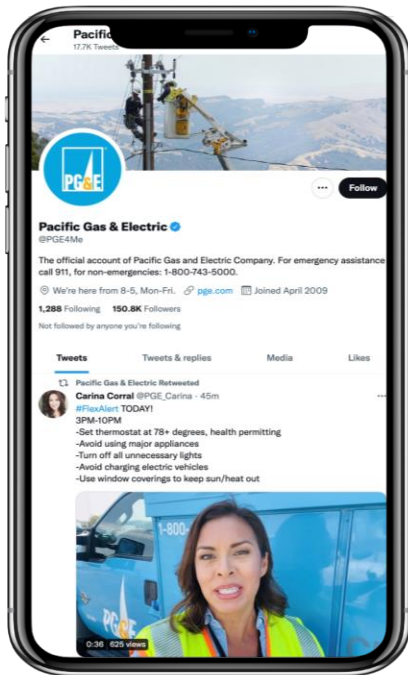 Pacific
17.7K Tweets
PG&E
Follow
Pacific Gas & Electric
@PGE4Me
The official account of Pacific Gas and Electric Company. For emergency assistance
call 911, for non-emergencies: 1-800-743-5000.
We're here from 8-5, Mon-Fri. pge.com Joined April 2009
1,288 Following 150.8K Followers
Not followed by anyone you're following
Tweets Tweets & replies Media Likes
Pacific Gas & Electric Retweeted
Carina Corral @PGE_Carina · 45m
#FlexAlert TODAY!
3PM-10PM
-Set thermostat at 78+ degrees, health permitting
-Avoid using major appliances
-Turn off all unnecessary lights
-Avoid charging electric vehicles
-Use window coverings to keep sun/heat out
1-800-
PG&E
0:36 625 views